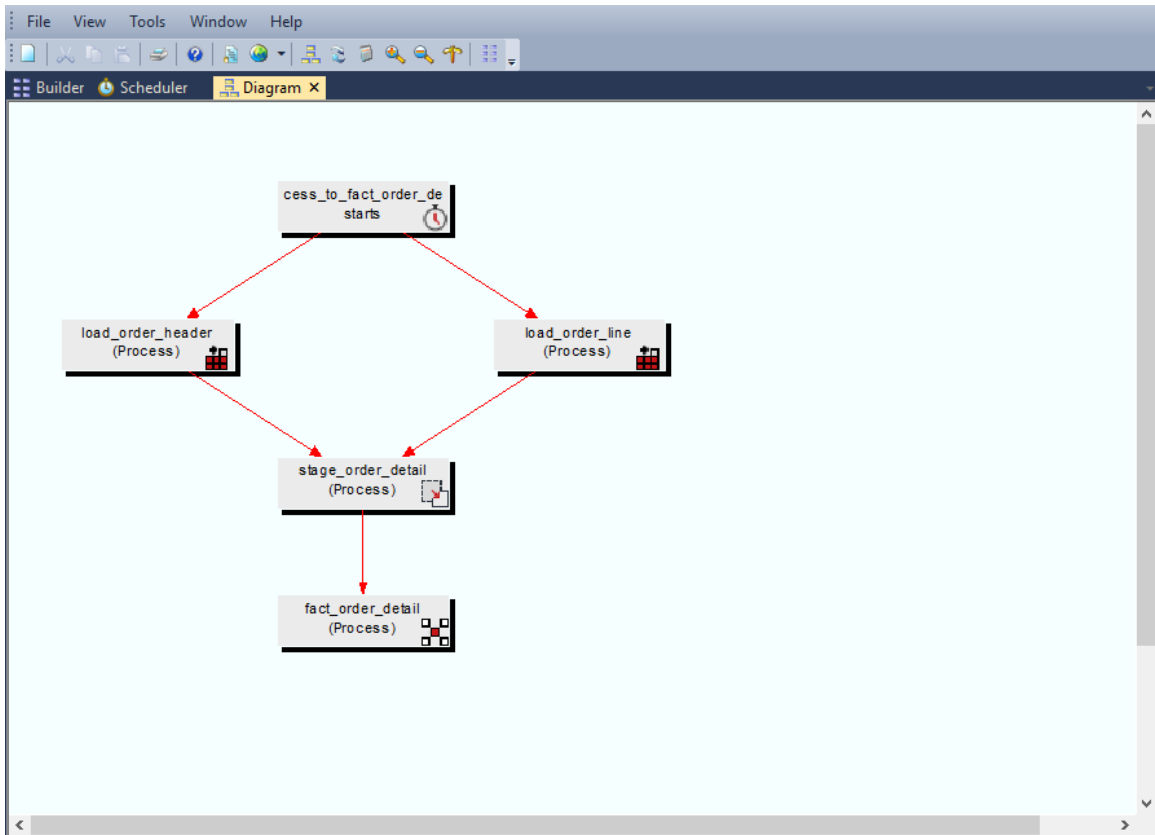 File View Tools Window Help
Builder Scheduler Diagram
cess_to_fact_order_de
starts
load_order_header
(Process)
load_order_line
(Process)
stage_order_detail
(Process)
fact_order_detail
(Process)